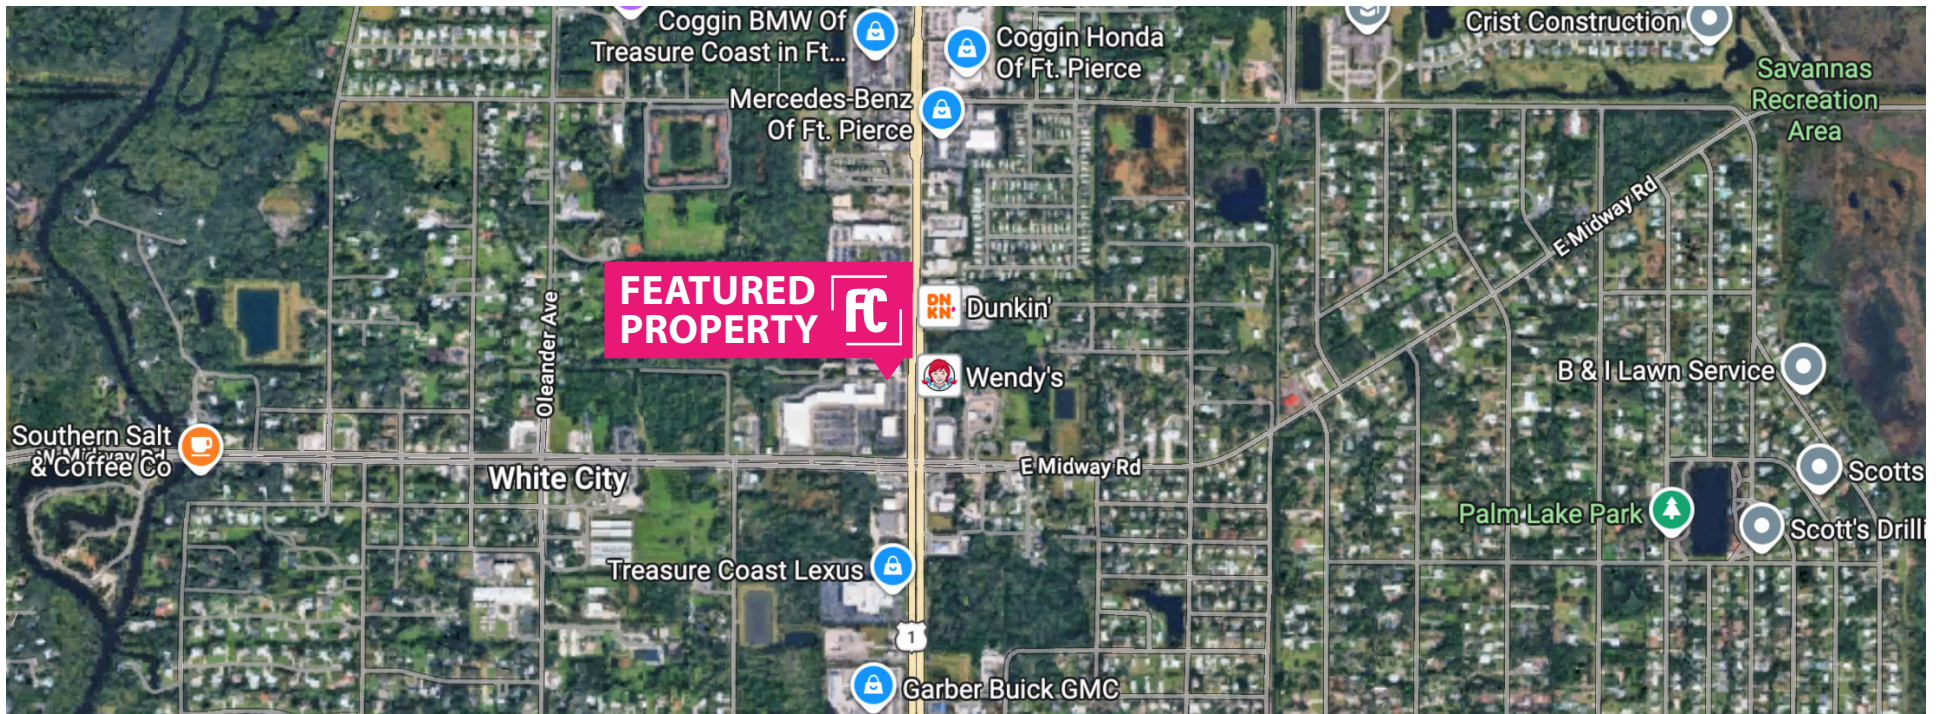 Coggin BMW Of
Treasure Coast in Ft...
Coggin Honda
Of Ft. Pierce
Crist Construction
Mercedes-Benz
Of Ft. Pierce
Savannas
Recreation
Area
E Midway Rd
FEATURED
PROPERTY
FC
DN
KN'
Dunkin'
Oleander Ave
Wendy's
B & I Lawn Service
Southern Salt
& Coffee Co
W Midway Rd
White City
E Midway Rd
Scotts
Palm Lake Park
Scott's Drilli
Treasure Coast Lexus
1
Garber Buick GMC